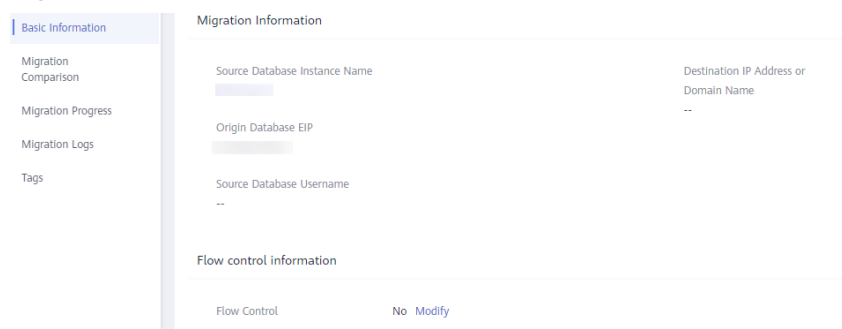 Basic Information
Migration
Comparison
Migration Progress
Migration Logs
Tags
Migration Information
Source Database Instance Name
Destination IP Address or
Domain Name
--
Origin Database EIP
Source Database Username
--
Flow control information
Flow Control No Modify